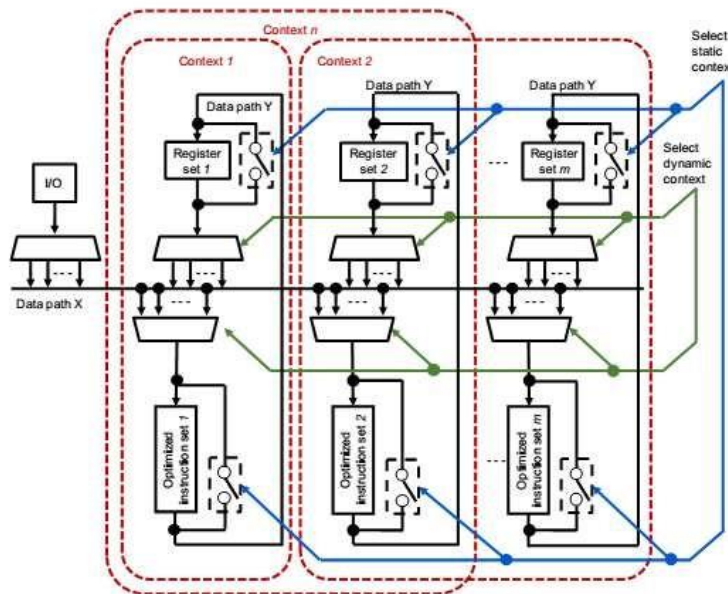 Context n
Context 1
Context 2
Select
static
contex
Data path Y
Data path Y
Data path Y
Register
set 1
Register
set 2
Register
set m
Select
dynamic
context
I/O
Data path X
Optimized
instruction set 1
Optimized
instruction set 2
Optimized
instruction set m